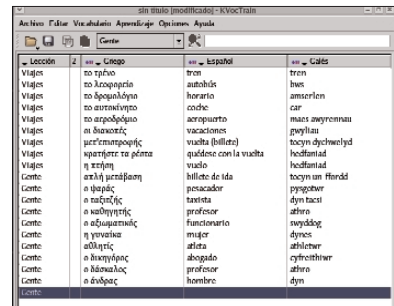 sin título [modificado] - KVocTrain
Archivo Editar Vocabulario Aprendizaje Opciones Ayuda
Gente
Lección 2 Griego Español Galés
Viajes το τρένο tren tren
Viajes το λεοφορείο autobús bws
Viajes το δρομολόγιο horario amserlen
Viajes το αυτοκίνητο coche car
Viajes το αεροδρόμιο aeropuerto maes awyrennau
Viajes οι διακοπές vacaciones gwyliau
Viajes μετ'επιστροφής vuelta (billete) tocyn dychwelyd
Viajes κρατήστε τα ρέστα quédese con la vuelta hedfaniad
Viajes η πτήση vuelo hedfaniad
Gente απλή μετάβαση billete de ida tocyn un ffordd
Gente ο ψαράς pescador pysgotwr
Gente ο ταξιτζής taxista dyn tacsi
Gente ο καθηγητής profesor athro
Gente ο αξιωματικός funcionario swyddog
Gente η γυναίκα mujer dynes
Gente αθλητίς atleta athletwr
Gente ο δικηγόρος abogado cyfreithiwr
Gente ο δάσκαλος profesor athro
Gente ο άνδρας hombre dyn
Gente